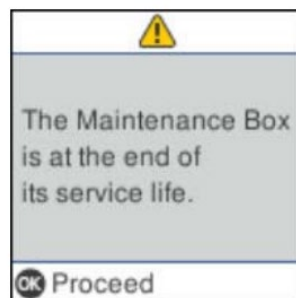 The Maintenance Box
is at the end of
its service life.
OK Proceed